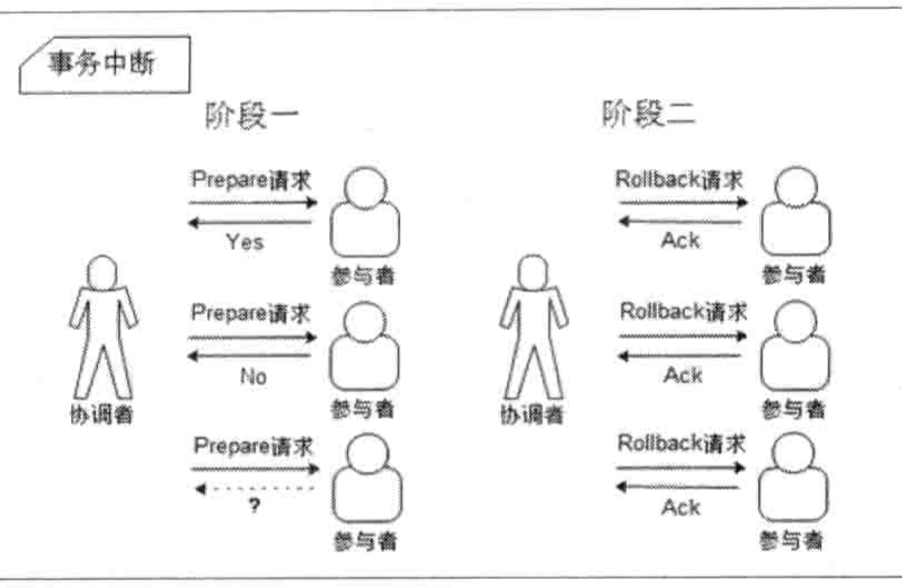 事务中断
阶段一
阶段二
Prepare请求
Yes
参与者
Prepare请求
No
参与者
协调者
Prepare请求
?
参与者
Rollback请求
Ack
参与者
Rollback请求
Ack
参与者
协调者
Rollback请求
Ack
参与者